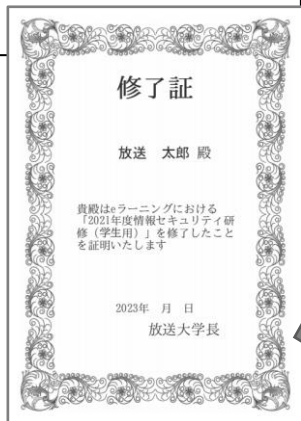 修了証
放送　太郎 殿
貴殿はeラーニングにおける
「2021年度情報セキュリティ研
修（学生用）」を修了したこと
を証明いたします
2023年　月　日
放送大学長